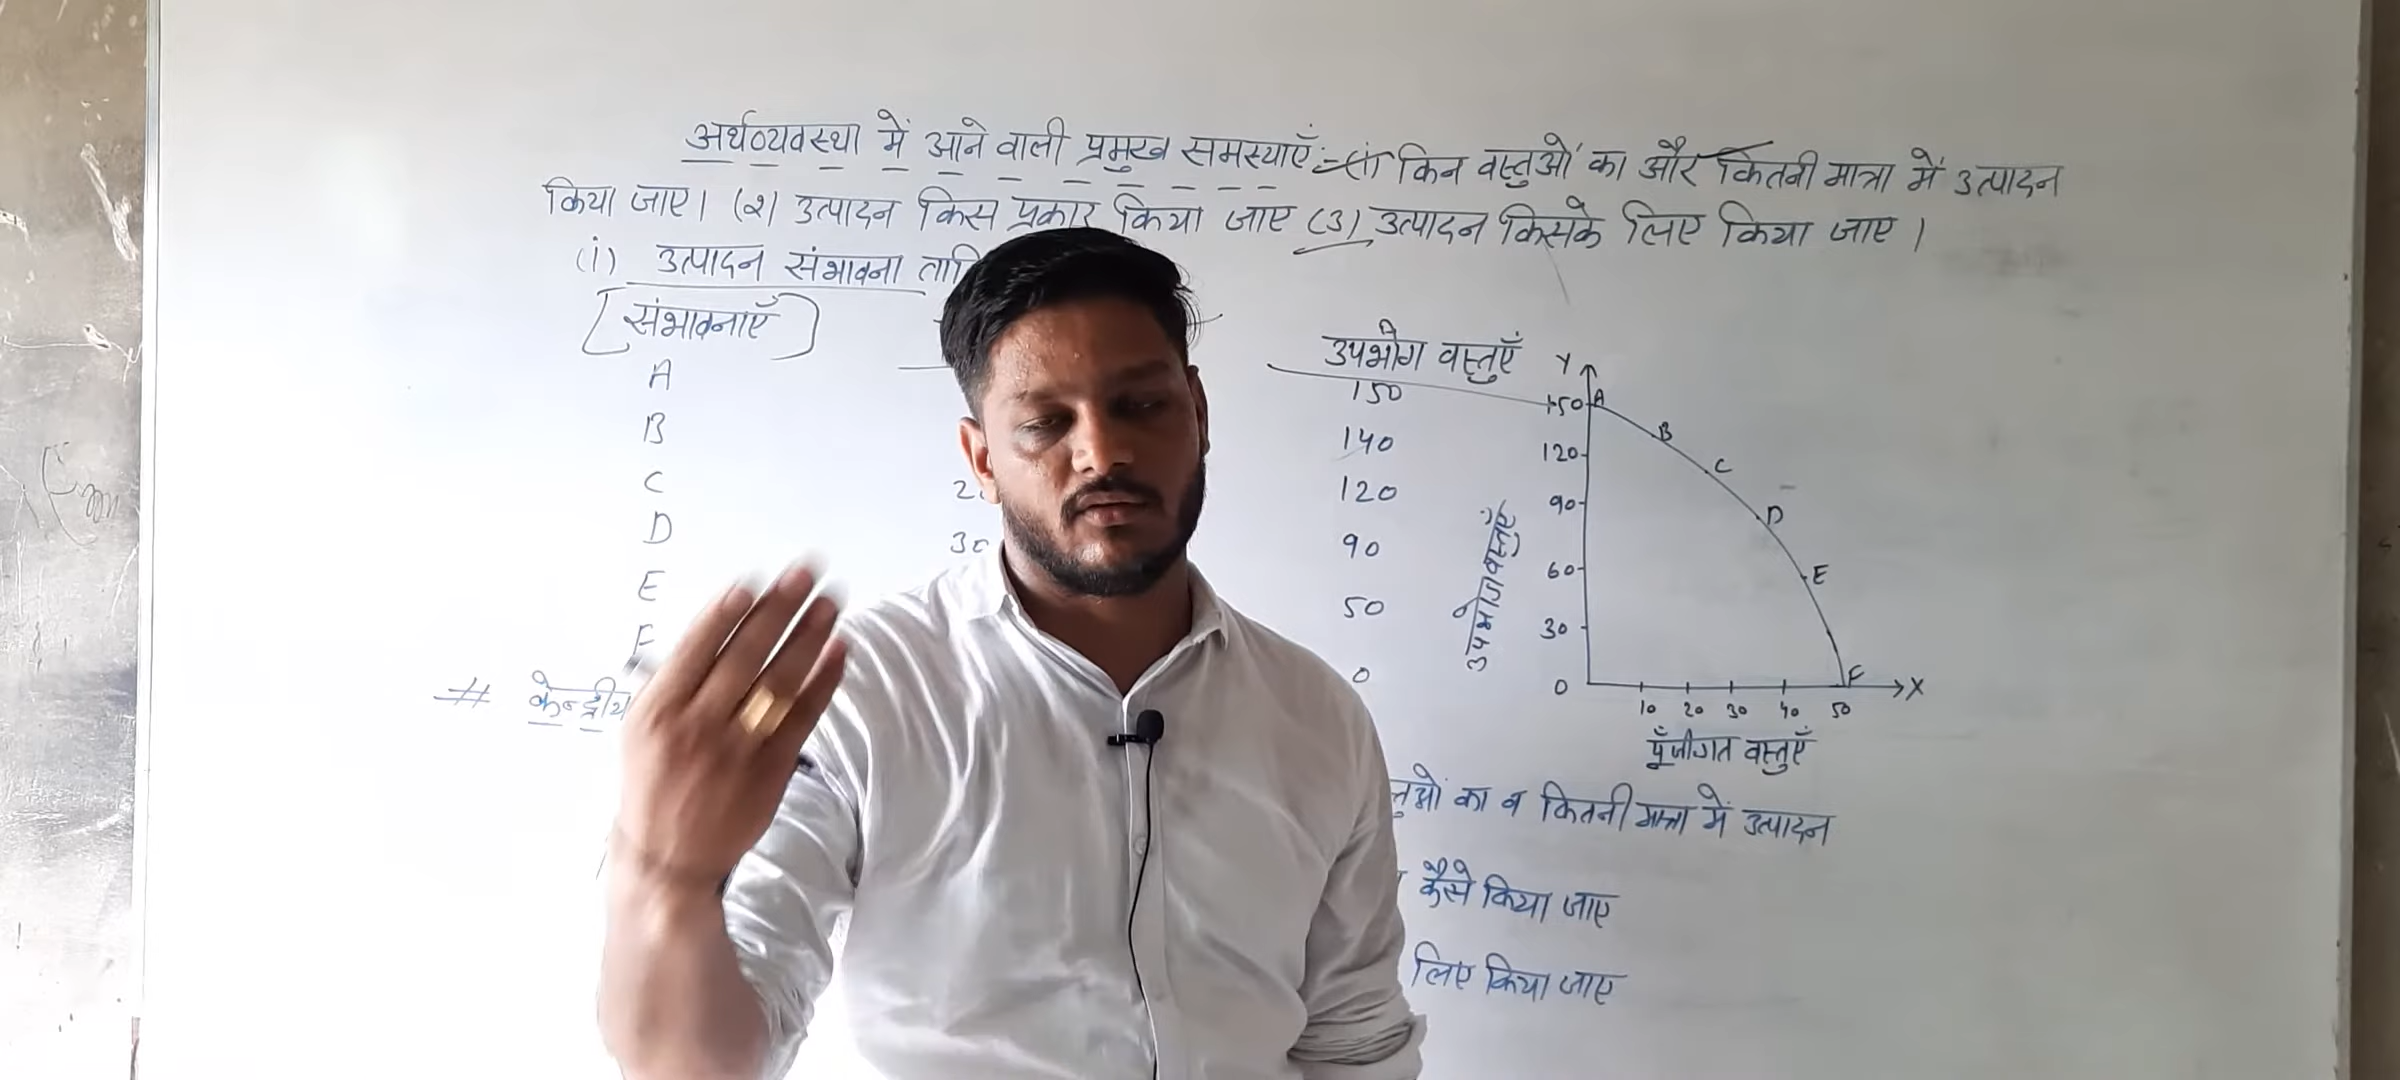 अर्थव्यवस्था में आने वाली प्रमुख समस्याएँ :- (1) किन वस्तुओं का और कितनी मात्रा में उत्पादन
किया जाए। (२) उत्पादन किस प्रकार किया जाए (3) उत्पादन किसके लिए किया जाए।
(i) उत्पादन संभावना
[संभावनाएँ] उपभोग वस्तुएँ
A 150
B 140
C 120
D 30 90
E 50
F 0
# केन्द्रीय
Y
150 A
120 B
90 C
60 D
30 E
0 F X
10 20 30 40 50
उपभोग वस्तुएँ
पूँजीगत वस्तुएँ
का व कितनी मात्रा में उत्पादन
कैसे किया जाए
लिए किया जाए